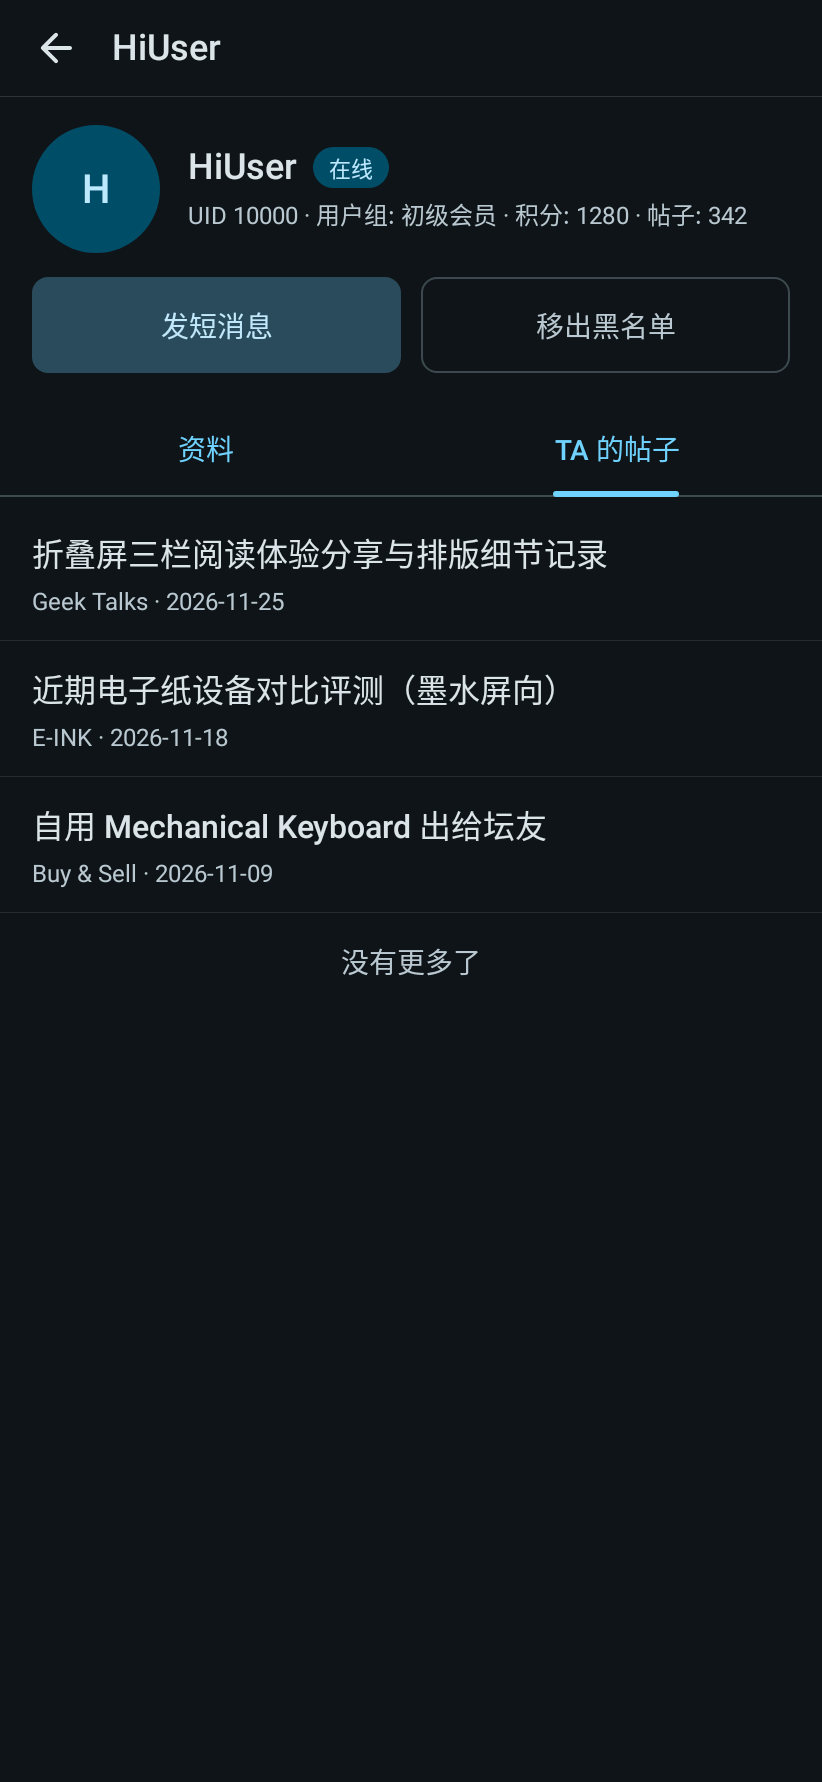 HiUser
H
HiUser 在线
UID 10000 · 用户组: 初级会员 · 积分: 1280 · 帖子: 342
发短消息 移出黑名单
资料 TA 的帖子
折叠屏三栏阅读体验分享与排版细节记录
Geek Talks · 2026-11-25
近期电子纸设备对比评测（墨水屏向）
E-INK · 2026-11-18
自用 Mechanical Keyboard 出给坛友
Buy & Sell · 2026-11-09
没有更多了